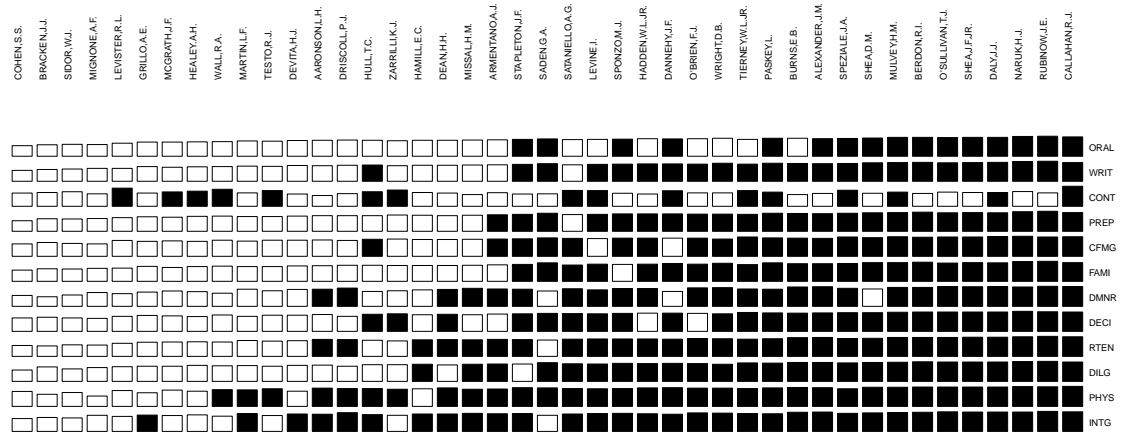 COHEN,S.S.
BRACKEN,J.J.
SIDOR,W.J.
MIGNONE,A.F.
LEVISTER,R.L.
GRILLO,A.E.
MCGRATH,J.F.
HEALEY,A.H.
WALL,R.A.
MARTIN,L.F.
TESTO,R.J.
DEVITA,H.J.
AARONSON,L.H.
DRISCOLL,P.J.
HULL,T.C.
ZARRILLI,K.J.
HAMILL,E.C.
DEAN,H.H.
MISSAL,H.M.
ARMENTANO,A.J.
STAPLETON,J.F.
SADEN,G.A.
SATANIELLO,A.G.
LEVINE,I.
SPONZO,M.J.
HADDEN,W.L.JR.
DANNEHY,J.F.
O'BRIEN,F.J.
WRIGHT,D.B.
TIERNEY,W.L.JR.
PASKEY,L.
BURNS,E.B.
ALEXANDER,J.M.
SPEZIALE,J.A.
SHEA,D.M.
MULVEY,H.M.
BERDON,R.I.
O'SULLIVAN,T.J.
SHEA,J.F.JR.
DALY,J.J.
NARUK,H.J.
RUBINOW,J.E.
CALLAHAN,R.J.
ORAL
WRIT
CONT
PREP
CFMG
FAMI
DMNR
DECI
RTEN
DILG
PHYS
INTG